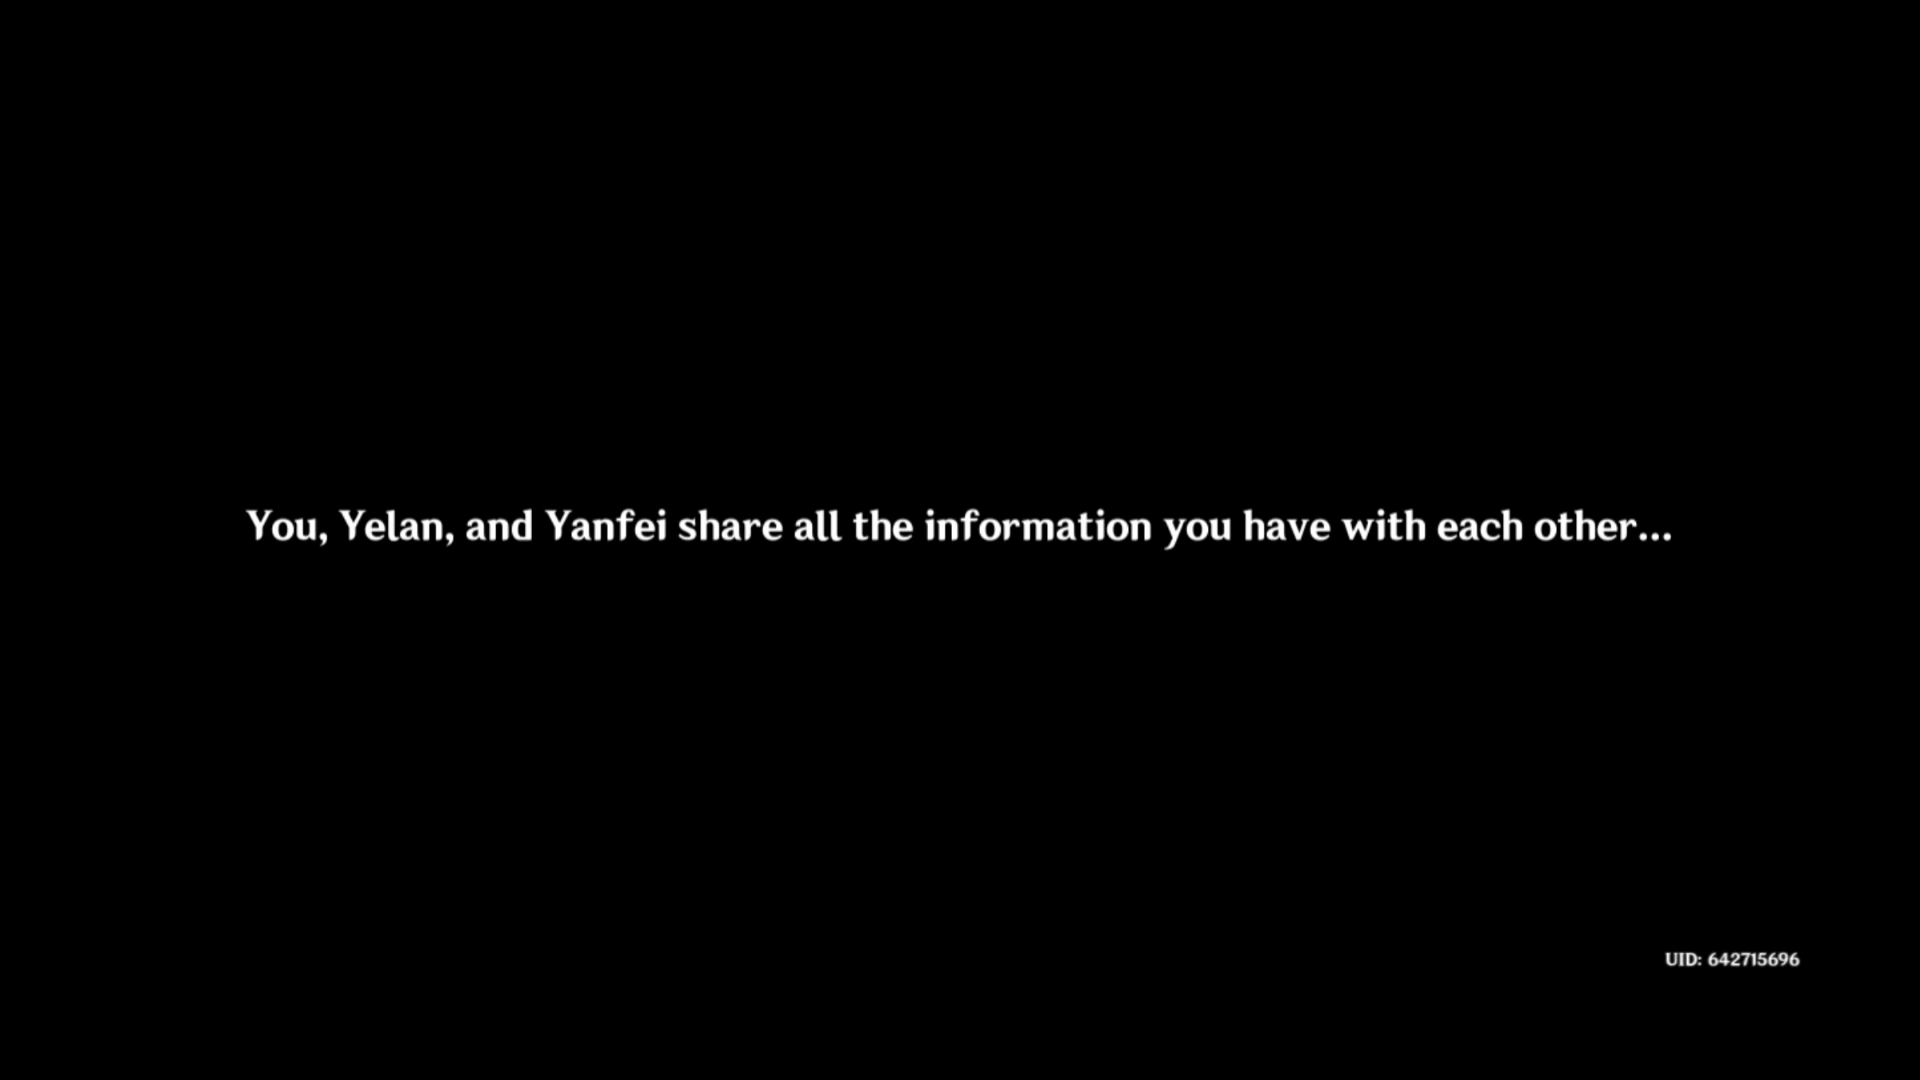 You, Yelan, and Yanfei share all the information you have with each other...
UID: 642715696